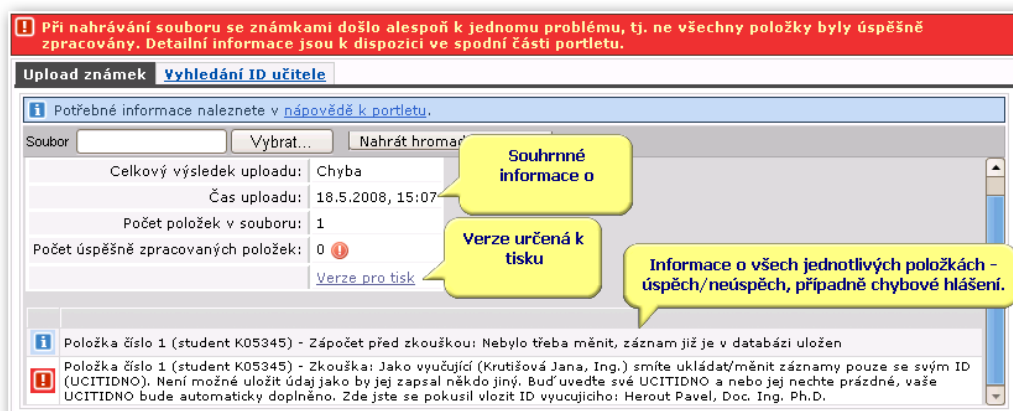 Při nahrávání souboru se známkami došlo alespoň k jednomu problému, tj. ne všechny položky byly úspěšně
zpracovány. Detailní informace jsou k dispozici ve spodní části portletu.
Upload známek Vyhledání ID učitele
Potřebné informace naleznete v nápovědě k portletu.
Soubor Vybrat... Nahrát hromad
Souhrnné
informace o
Celkový výsledek uploadu: Chyba
Čas uploadu: 18.5.2008, 15:07
Počet položek v souboru: 1
Počet úspěšně zpracovaných položek: 0
Verze pro tisk
Verze určená k
tisku
Informace o všech jednotlivých položkách -
úspěch/neúspěch, případně chybové hlášení.
Položka číslo 1 (student K05345) - Zápočet před zkouškou: Nebylo třeba měnit, záznam již je v databázi uložen
Položka číslo 1 (student K05345) - Zkouška: Jako vyučující (Krutišová Jana, Ing.) smíte ukládat/měnit záznamy pouze se svým ID
(UCITIDNO). Není možné uložit údaj jako by jej zapsal někdo jiný. Buď uveďte své UCITIDNO a nebo jej nechte prázdné, vaše
UCITIDNO bude automaticky doplněno. Zde jste se pokusil vlozit ID vyucujiciho: Herout Pavel, Doc. Ing. Ph.D.